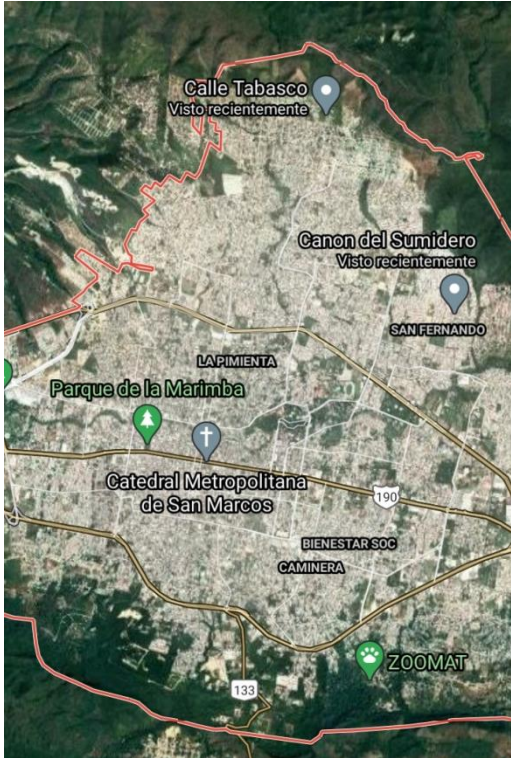 Calle Tabasco
Visto recientemente
Canon del Sumidero
Visto recientemente
SAN FERNANDO
LA PIMIENTA
Parque de la Marimba
Catedral Metropolitana
de San Marcos
190
BIENESTAR SOC
CAMINERA
ZOOMAT
133